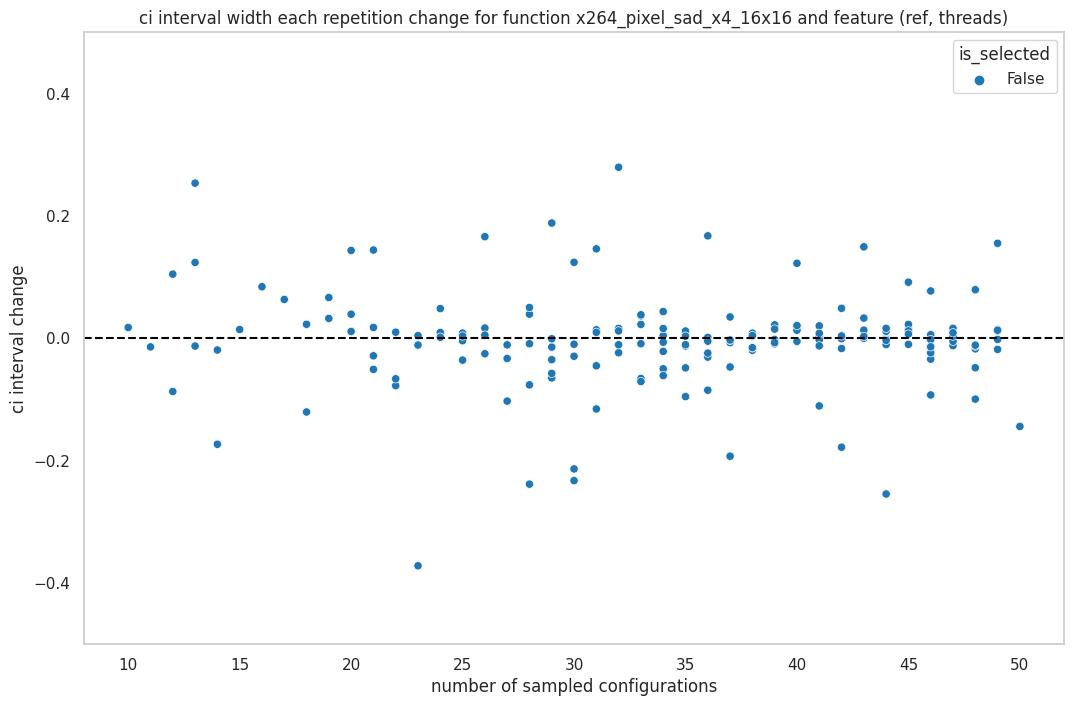 ci interval width each repetition change for function x264_pixel_sad_x4_16x16 and feature (ref, threads)
is_selected
False
ci interval change
0.4
0.2
0.0
−0.2
−0.4
10 15 20 25 30 35 40 45 50
number of sampled configurations